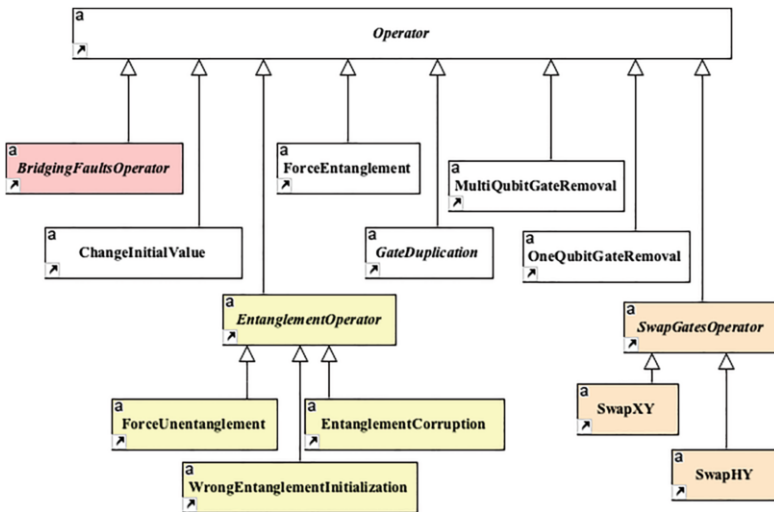 a
Operator
a
BridgingFaultsOperator
a
ForceEntanglement
a
MultiQubitGateRemoval
a
ChangeInitialValue
a
GateDuplication
a
OneQubitGateRemoval
a
EntanglementOperator
a
SwapGatesOperator
a
ForceUnentanglement
a
EntanglementCorruption
a
SwapXY
a
WrongEntanglementInitialization
a
SwapHY